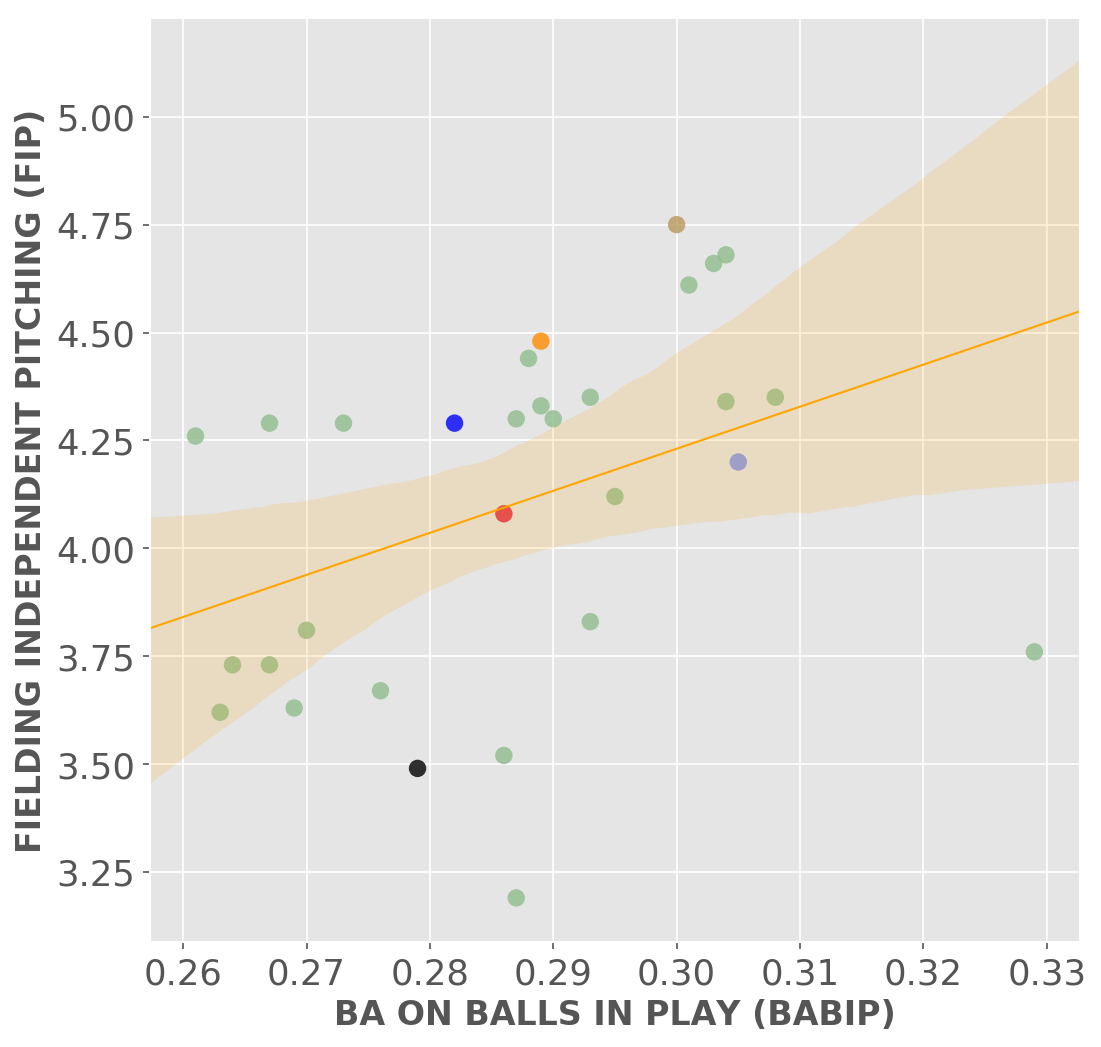 FIELDING INDEPENDENT PITCHING (FIP)
5.00
4.75
4.50
4.25
4.00
3.75
3.50
3.25
0.26 0.27 0.28 0.29 0.30 0.31 0.32 0.33
BA ON BALLS IN PLAY (BABIP)